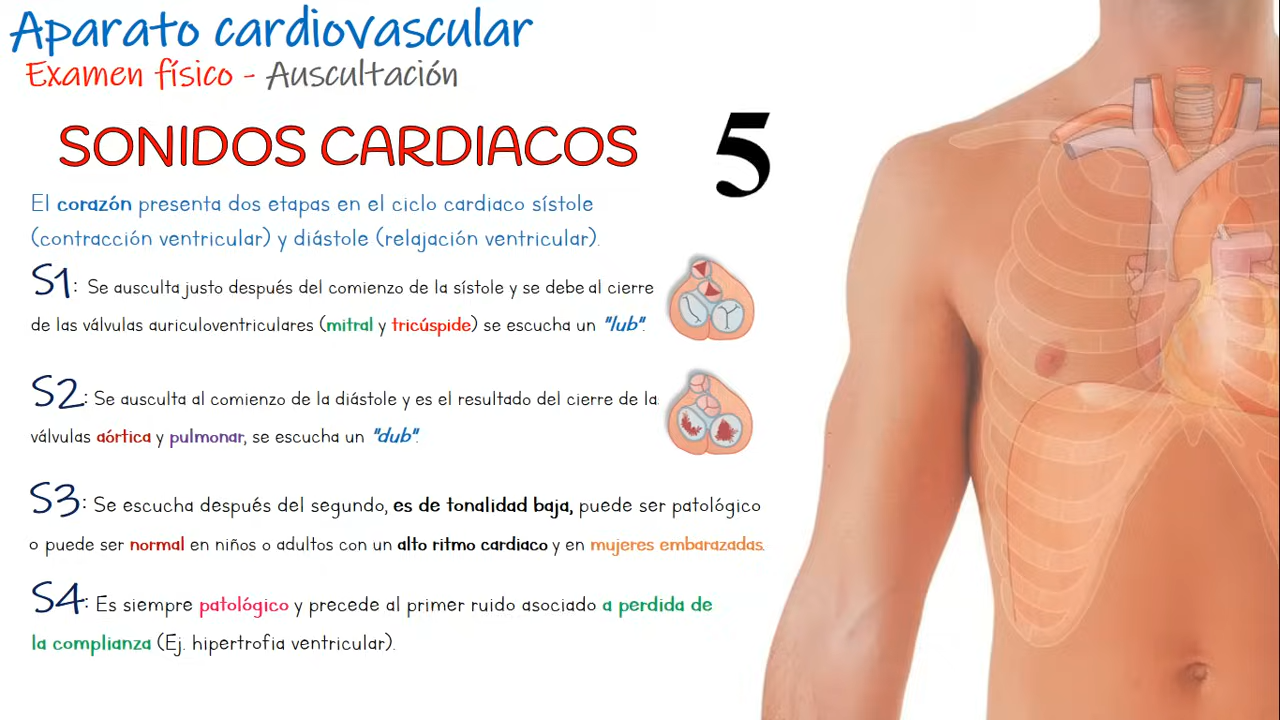 Aparato cardiovascular
Examen físico - Auscultación
SONIDOS CARDIACOS
5
El corazón presenta dos etapas en el ciclo cardiaco sístole
(contracción ventricular) y diástole (relajación ventricular).
S1: Se ausculta justo después del comienzo de la sístole y se debe al cierre
de las válvulas auriculoventriculares (mitral y tricúspide) se escucha un "lub".
S2: Se ausculta al comienzo de la diástole y es el resultado del cierre de las
válvulas aórtica y pulmonar, se escucha un "dub".
S3: Se escucha después del segundo, es de tonalidad baja, puede ser patológico
o puede ser normal en niños o adultos con un alto ritmo cardiaco y en mujeres embarazadas.
S4: Es siempre patológico y precede al primer ruido asociado a perdida de
la complianza (Ej. hipertrofia ventricular).